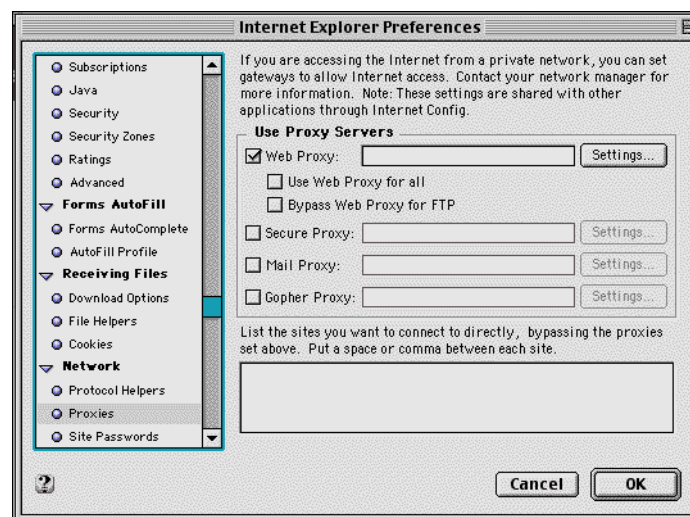 Internet Explorer Preferences
Subscriptions
Java
Security
Security Zones
Ratings
Advanced
Forms AutoFill
Forms AutoComplete
AutoFill Profile
Receiving Files
Download Options
File Helpers
Cookies
Network
Protocol Helpers
Proxies
Site Passwords
If you are accessing the Internet from a private network, you can set
gateways to allow Internet access. Contact your network manager for
more information. Note: These settings are shared with other
applications through Internet Config.
Use Proxy Servers
Web Proxy: Settings...
Use Web Proxy for all
Bypass Web Proxy for FTP
Secure Proxy: Settings...
Mail Proxy: Settings...
Gopher Proxy: Settings...
List the sites you want to connect to directly, bypassing the proxies
set above. Put a space or comma between each site.
?
Cancel OK